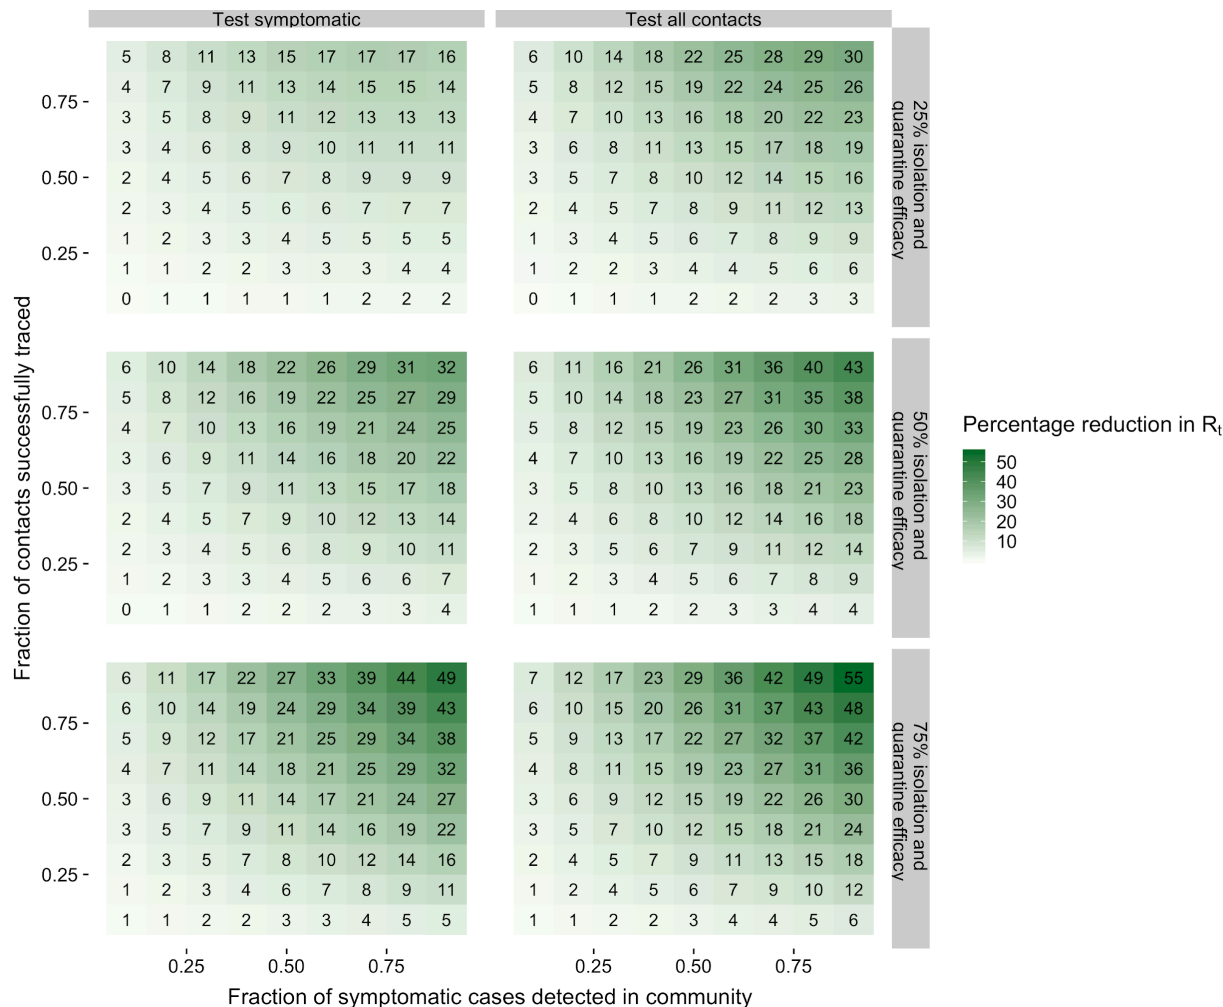 Test symptomatic Test all contacts
5 8 11 13 15 17 17 17 16 6 10 14 18 22 25 28 29 30
4 7 9 11 13 14 15 15 14 5 8 12 15 19 22 24 25 26
0.75
3 5 8 9 11 12 13 13 13 4 7 10 13 16 18 20 22 23
3 4 6 8 9 10 11 11 11 3 6 8 11 13 15 17 18 19
0.50 2 4 5 6 7 8 9 9 9 3 5 7 8 10 12 14 15 16
2 3 4 5 6 6 7 7 7 2 4 5 7 8 9 11 12 13
1 2 3 3 4 5 5 5 5 1 3 4 5 6 7 8 9 9
0.25
1 1 2 2 3 3 3 4 4 1 2 2 3 4 4 5 6 6
0 1 1 1 1 1 2 2 2 0 1 1 1 2 2 2 3 3
25% isolation and
quarantine efficacy
6 10 14 18 22 26 29 31 32 6 11 16 21 26 31 36 40 43
5 8 12 16 19 22 25 27 29 5 10 14 18 23 27 31 35 38
0.75
4 7 10 13 16 19 21 24 25 5 8 12 15 19 23 26 30 33
3 6 9 11 14 16 18 20 22 4 7 10 13 16 19 22 25 28
0.50 3 5 7 9 11 13 15 17 18 3 5 8 10 13 16 18 21 23
2 4 5 7 9 10 12 13 14 2 4 6 8 10 12 14 16 18
2 3 4 5 6 8 9 10 11 2 3 5 6 7 9 11 12 14
0.25
1 2 3 3 4 5 6 6 7 1 2 3 4 5 6 7 8 9
0 1 1 2 2 2 3 3 4 1 1 1 2 2 3 3 4 4
50% isolation and
quarantine efficacy
6 11 17 22 27 33 39 44 49 7 12 17 23 29 36 42 49 55
6 10 14 19 24 29 34 39 43 6 10 15 20 26 31 37 43 48
0.75
5 9 12 17 21 25 29 34 38 5 9 13 17 22 27 32 37 42
4 7 11 14 18 21 25 29 32 4 8 11 15 19 23 27 31 36
0.50 3 6 9 11 14 17 21 24 27 3 6 9 12 15 19 22 26 30
3 5 7 9 11 14 16 19 22 3 5 7 10 12 15 18 21 24
2 3 5 7 8 10 12 14 16 2 4 5 7 9 11 13 15 18
0.25
1 2 3 4 6 7 8 9 11 1 2 4 5 6 7 9 10 12
1 1 2 2 3 3 4 5 5 1 1 2 2 3 4 4 5 6
75% isolation and
quarantine efficacy
0.25 0.50 0.75 0.25 0.50 0.75
Fraction of symptomatic cases detected in community
Fraction of contacts successfully traced
Percentage reduction in Rt
50
40
30
20
10